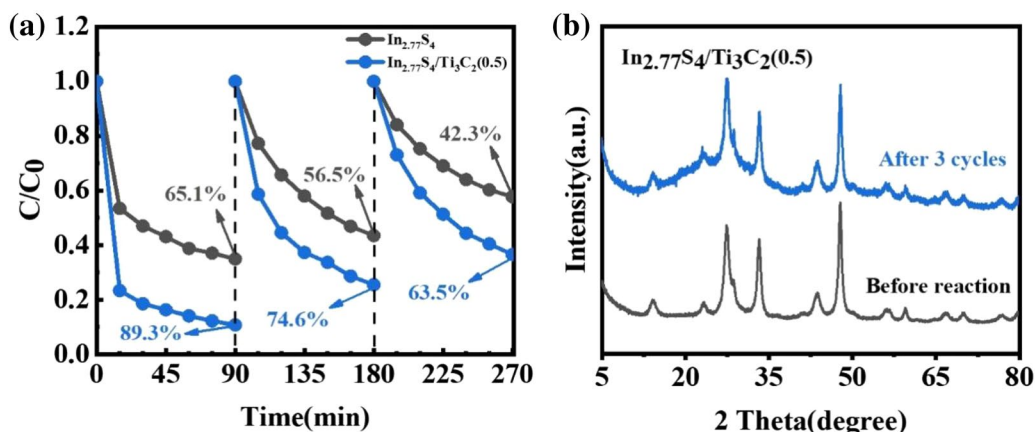 (a)
1.2
1.0
0.8
0.6
0.4
0.2
0.0
C/C0
In2.77S4
In2.77S4/Ti3C2(0.5)
65.1%
56.5%
42.3%
89.3%
74.6%
63.5%
0 45 90 135 180 225 270
Time(min)
(b)
In2.77S4/Ti3C2(0.5)
After 3 cycles
Before reaction
Intensity(a.u.)
5 20 35 50 65 80
2 Theta(degree)